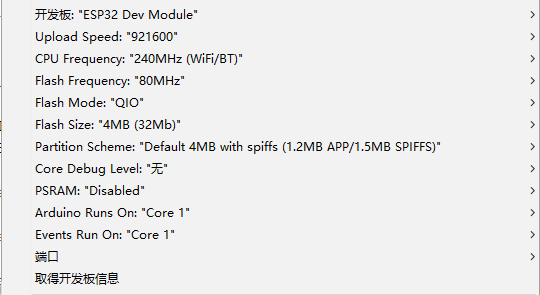 开发板: "ESP32 Dev Module"
Upload Speed: "921600"
CPU Frequency: "240MHz (WiFi/BT)"
Flash Frequency: "80MHz"
Flash Mode: "QIO"
Flash Size: "4MB (32Mb)"
Partition Scheme: "Default 4MB with spiffs (1.2MB APP/1.5MB SPIFFS)"
Core Debug Level: "无"
PSRAM: "Disabled"
Arduino Runs On: "Core 1"
Events Run On: "Core 1"
端口
取得开发板信息